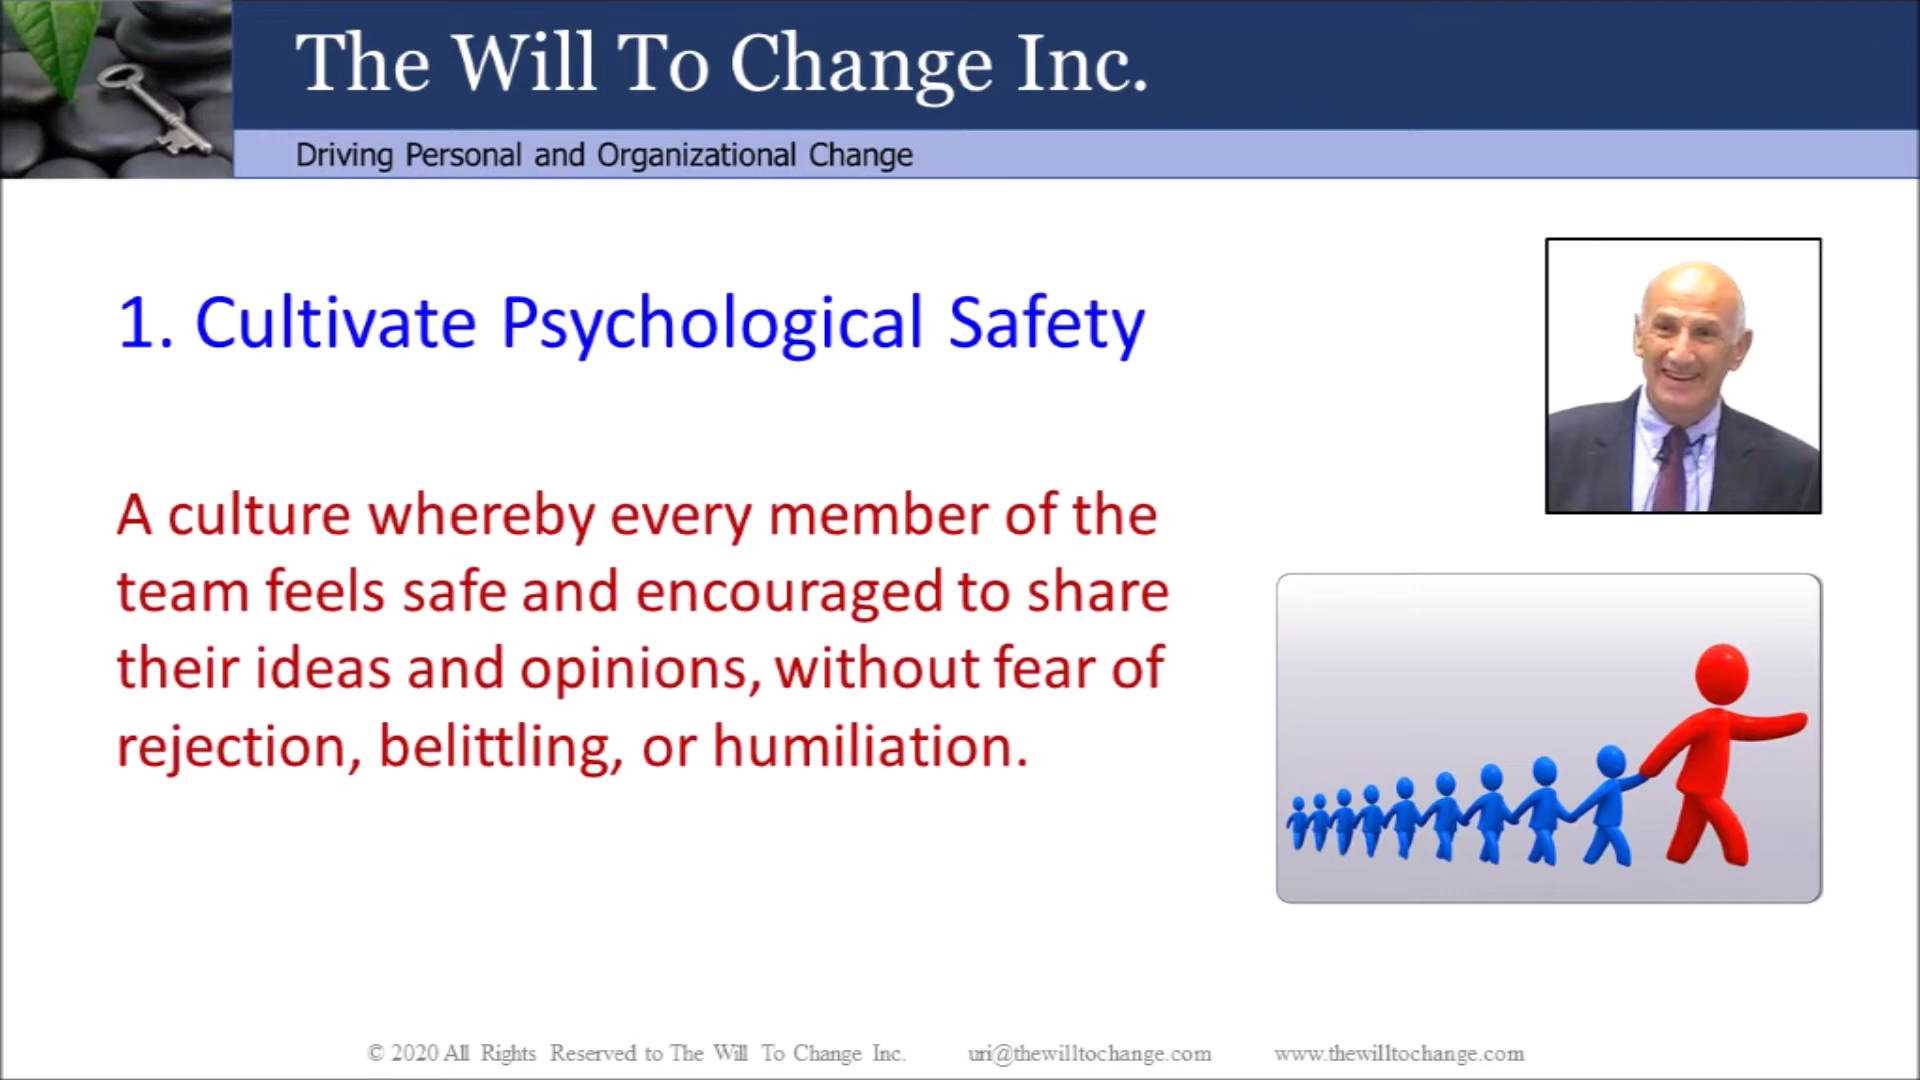 The Will To Change Inc.
Driving Personal and Organizational Change
1. Cultivate Psychological Safety
A culture whereby every member of the
team feels safe and encouraged to share
their ideas and opinions, without fear of
rejection, belittling, or humiliation.
© 2020 All Rights Reserved to The Will To Change Inc. uri@thewilltochange.com www.thewilltochange.com